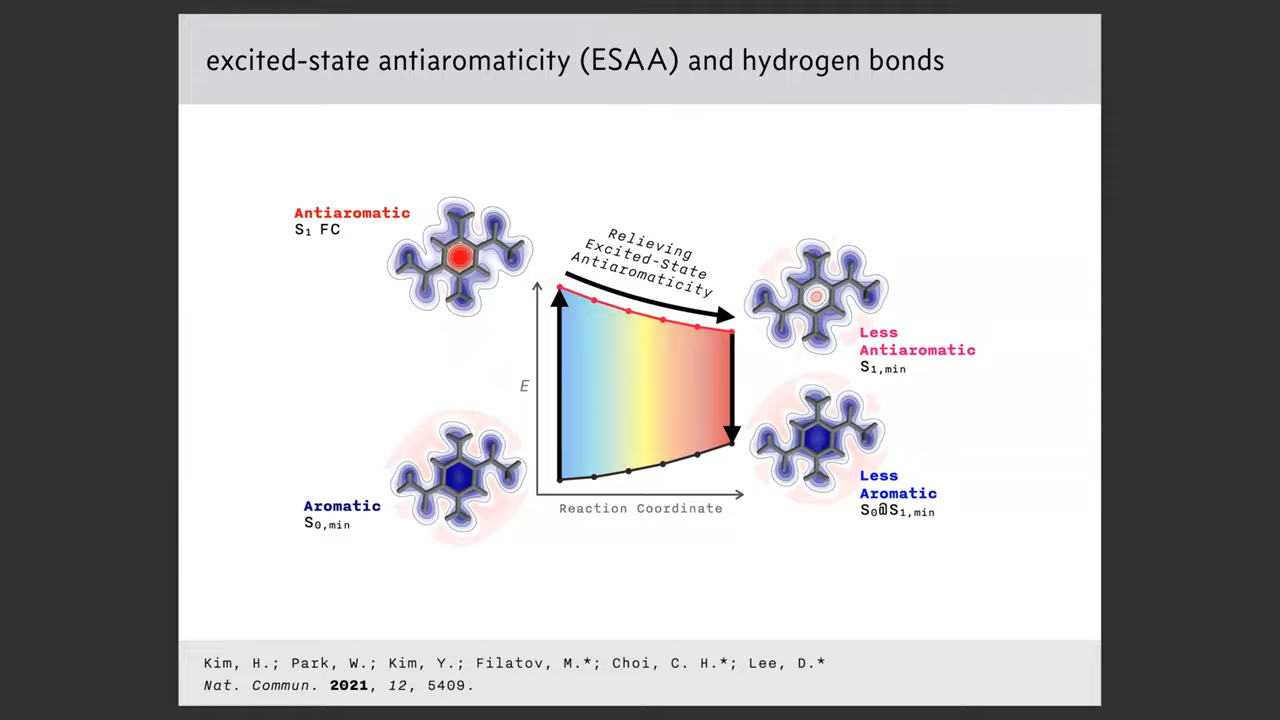 excited-state antiaromaticity (ESAA) and hydrogen bonds
Antiaromatic
S₁ FC
Relieving
Excited-State
Antiaromaticity
Less
Antiaromatic
S₁,min
E
Aromatic
S₀,min
Less
Aromatic
S₀@S₁,min
Reaction Coordinate
Kim, H.; Park, W.; Kim, Y.; Filatov, M.*; Choi, C. H.*; Lee, D.*
Nat. Commun. 2021, 12, 5409.